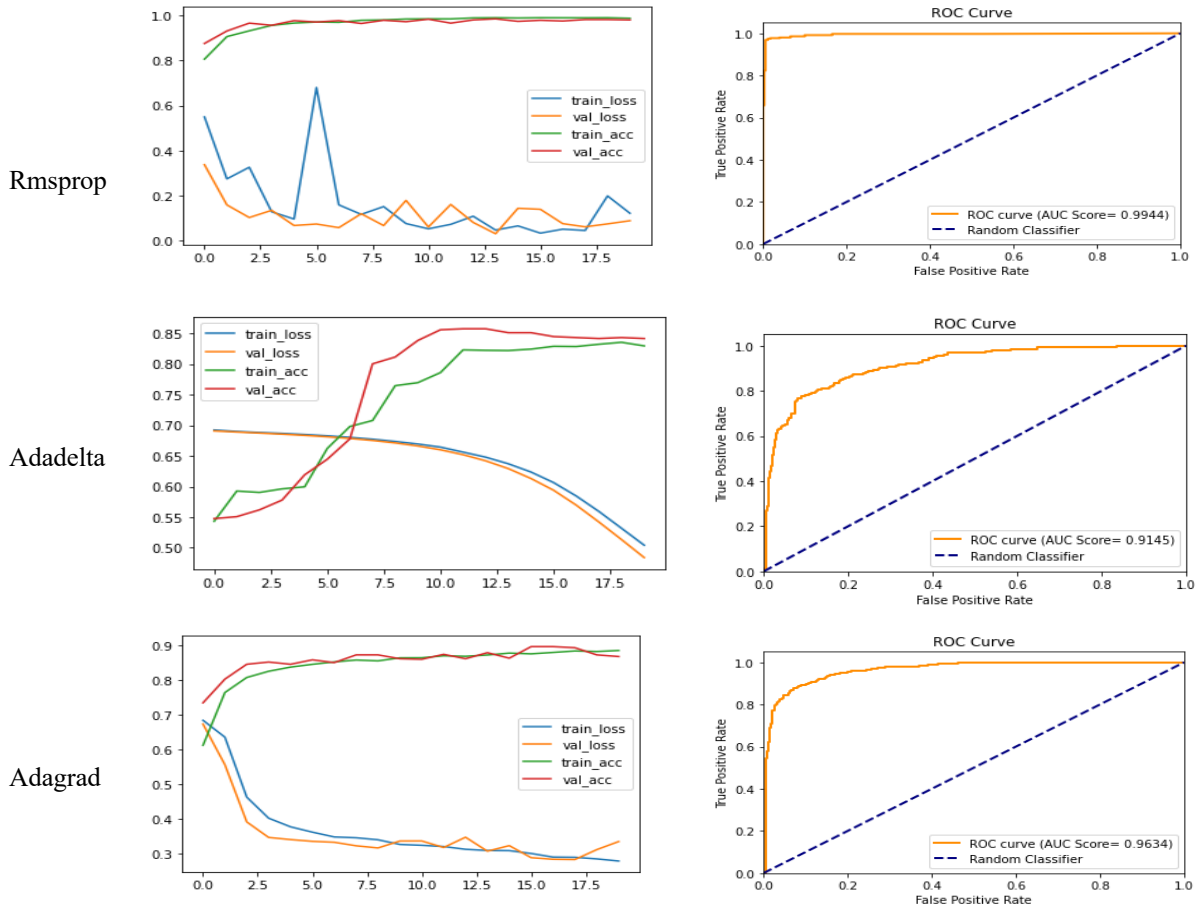 Rmsprop
1.0
0.8
0.6
0.4
0.2
0.0
0.0 2.5 5.0 7.5 10.0 12.5 15.0 17.5
train_loss
val_loss
train_acc
val_acc
ROC Curve
True Positive Rate
1.0
0.8
0.6
0.4
0.2
0.0
0.0 0.2 0.4 0.6 0.8 1.0
False Positive Rate
ROC curve (AUC Score= 0.9944)
Random Classifier
Adadelta
0.85
0.80
0.75
0.70
0.65
0.60
0.55
0.50
0.0 2.5 5.0 7.5 10.0 12.5 15.0 17.5
train_loss
val_loss
train_acc
val_acc
ROC Curve
True Positive Rate
1.0
0.8
0.6
0.4
0.2
0.0
0.0 0.2 0.4 0.6 0.8 1.0
False Positive Rate
ROC curve (AUC Score= 0.9145)
Random Classifier
Adagrad
0.9
0.8
0.7
0.6
0.5
0.4
0.3
0.0 2.5 5.0 7.5 10.0 12.5 15.0 17.5
train_loss
val_loss
train_acc
val_acc
ROC Curve
True Positive Rate
1.0
0.8
0.6
0.4
0.2
0.0
0.0 0.2 0.4 0.6 0.8 1.0
False Positive Rate
ROC curve (AUC Score= 0.9634)
Random Classifier